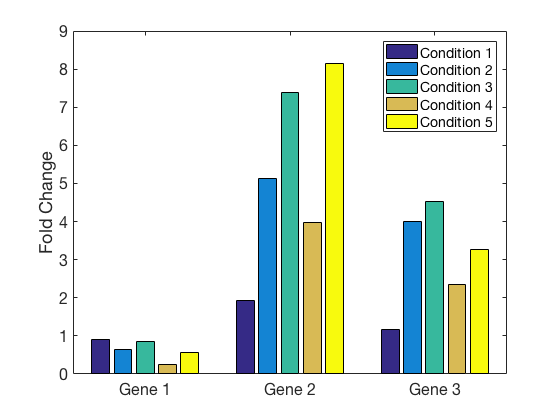 9
8
7
6
5
4
3
2
1
0
Fold Change
Condition 1
Condition 2
Condition 3
Condition 4
Condition 5
Gene 1
Gene 2
Gene 3